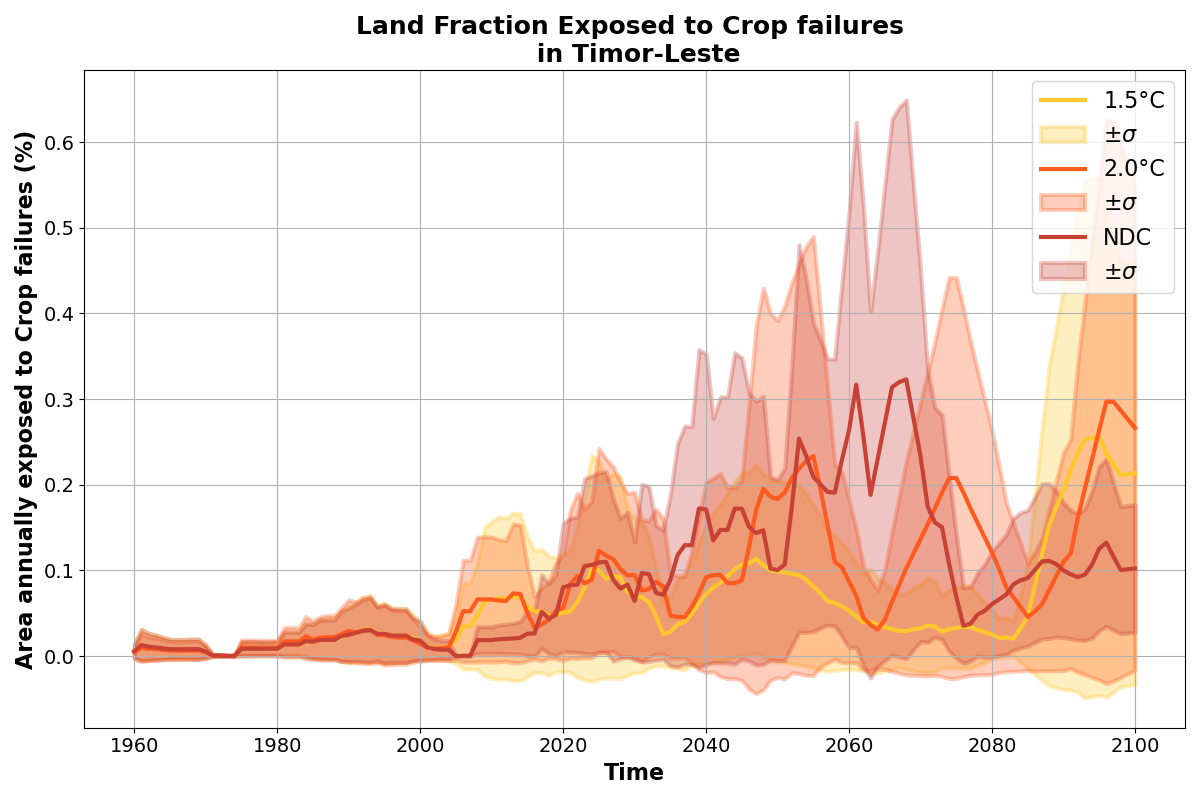 Land Fraction Exposed to Crop failures
in Timor-Leste
Area annually exposed to Crop failures (%)
0.6
0.5
0.4
0.3
0.2
0.1
0.0
1960
1980
2000
2020
2040
2060
2080
2100
Time
1.5°C
±σ
2.0°C
±σ
NDC
±σ